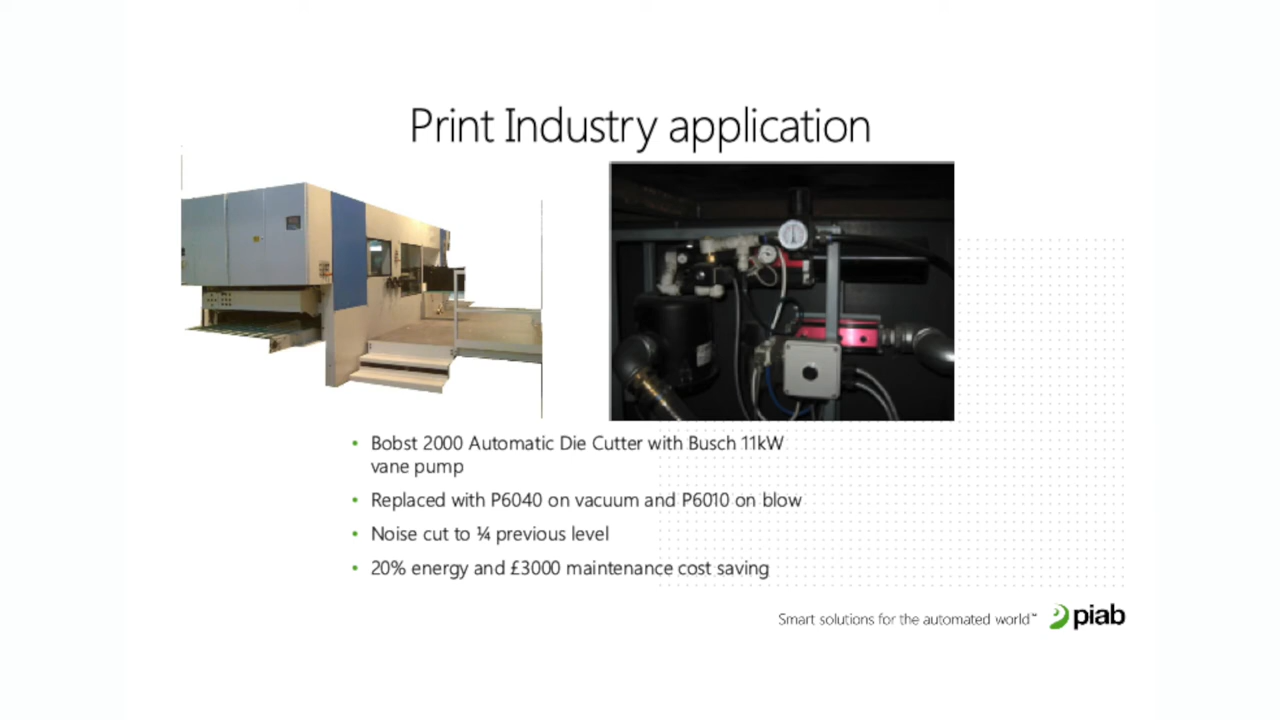 Print Industry application
• Bobst 2000 Automatic Die Cutter with Busch 11kW
vane pump
• Replaced with P6040 on vacuum and P6010 on blow
• Noise cut to ¼ previous level
• 20% energy and £3000 maintenance cost saving
Smart solutions for the automated world™ piab